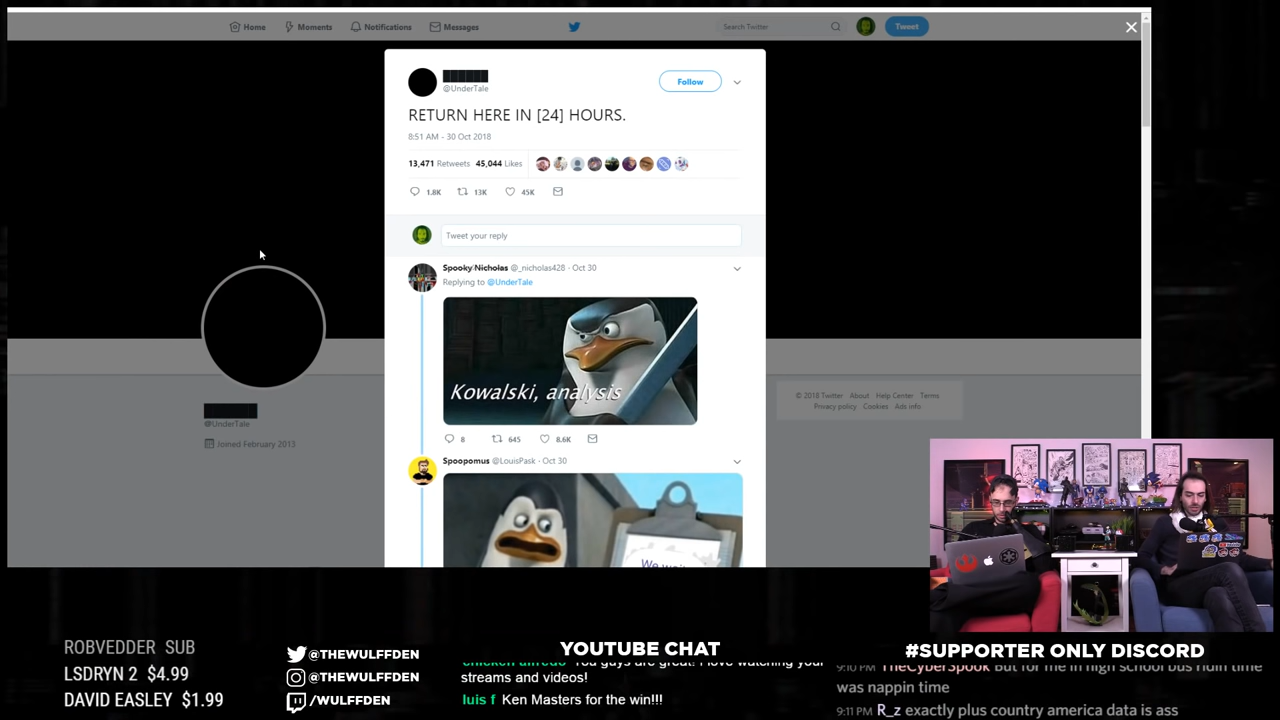 Home Moments Notifications Messages
Search Twitter
Tweet
██████
@UnderTale
Follow
RETURN HERE IN [24] HOURS.
8:51 AM - 30 Oct 2018
13,471 Retweets 45,044 Likes
1.8K 13K 45K
Tweet your reply
Spooky Nicholas @_nicholas428 · Oct 30
Replying to @UnderTale
Kowalski, analysis
8 645 8.6K
Spoopomus @LouisPask · Oct 30
We wait
███████
@UnderTale
Joined February 2013
© 2018 Twitter About Help Center Terms
Privacy policy Cookies Ads info
ROBVEDDER SUB
LSDRYN 2 $4.99
DAVID EASLEY $1.99
@THEWULFFDEN
@THEWULFFDEN
/WULFFDEN
YOUTUBE CHAT
chicken alfredo You guys are great! I love watching your
streams and videos!
luis f Ken Masters for the win!!!
#SUPPORTER ONLY DISCORD
9:10 PM TheCyberSpook But for me in high school bus ridin time
was nappin time
9:11 PM R_z exactly plus country america data is ass